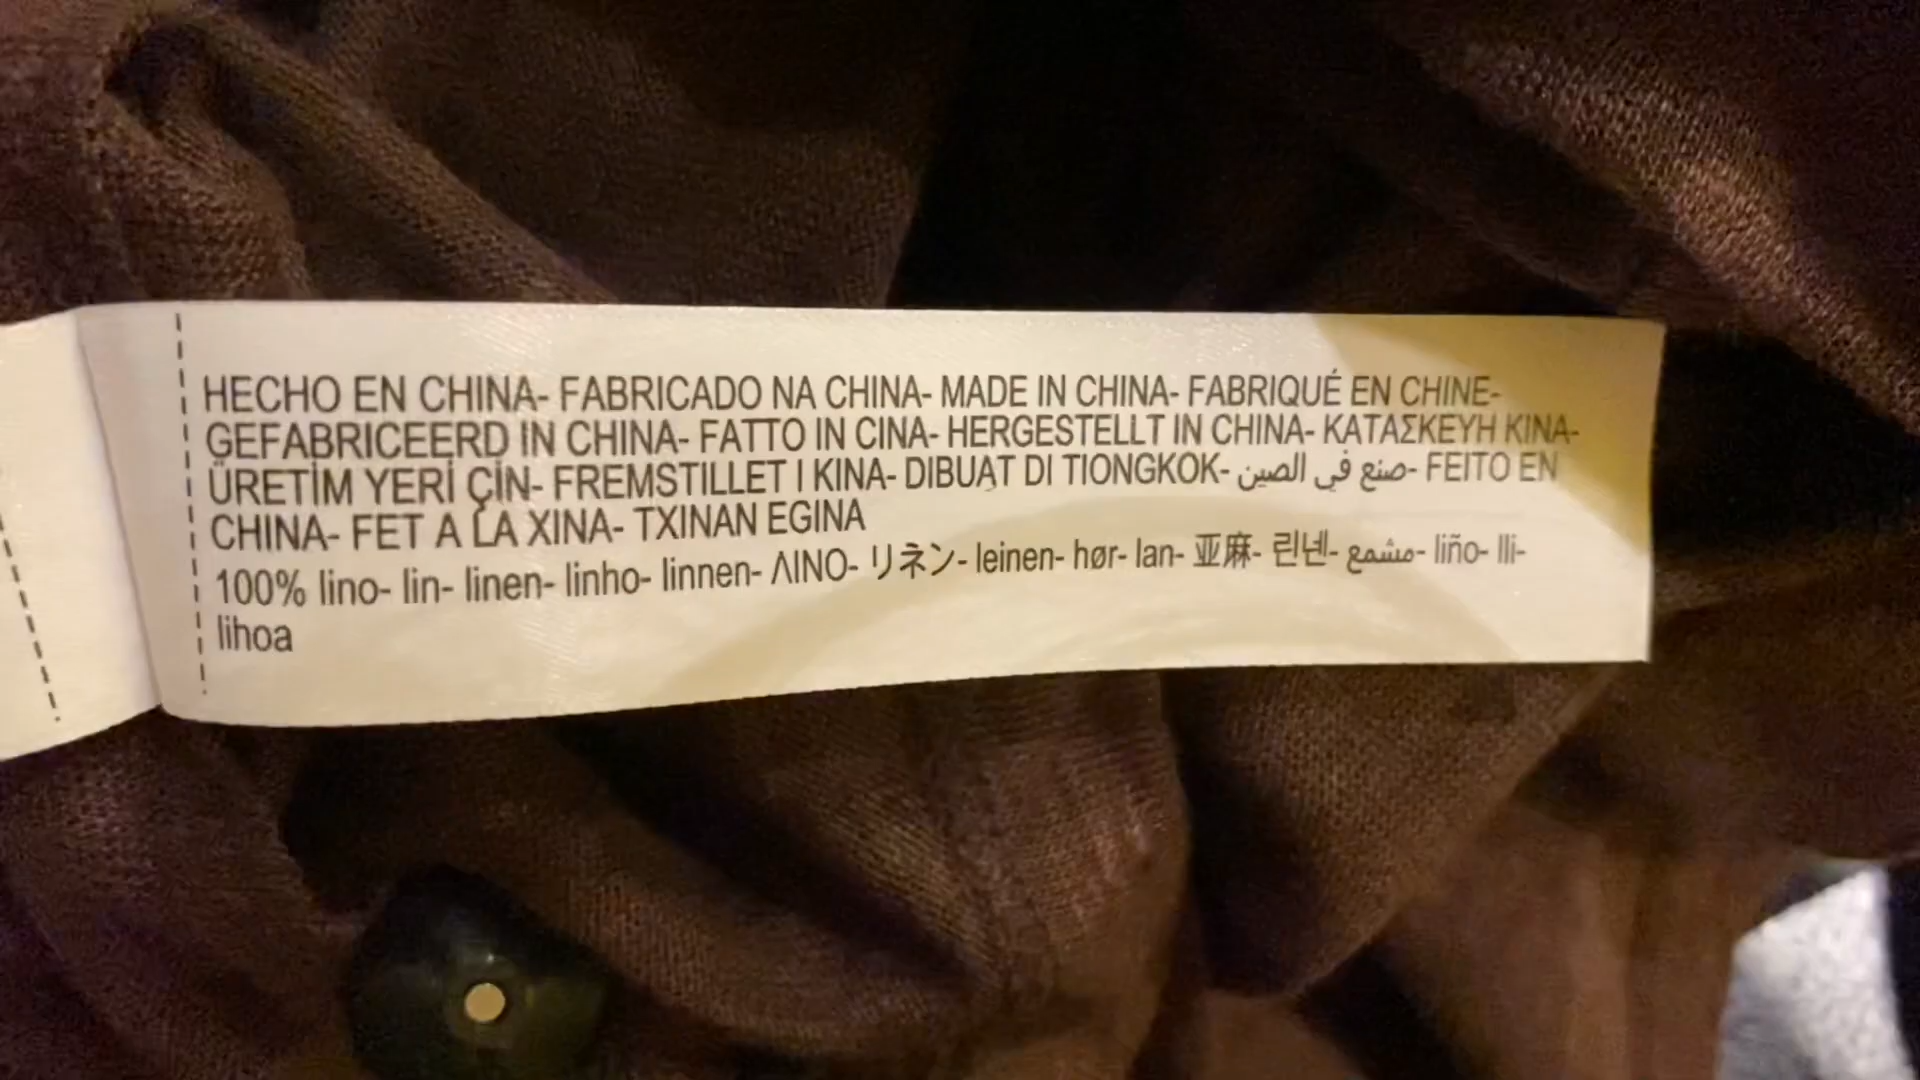 HECHO EN CHINA- FABRICADO NA CHINA- MADE IN CHINA- FABRIQUÉ EN CHINE-
GEFABRICEERD IN CHINA- FATTO IN CINA- HERGESTELLT IN CHINA- ΚΑΤΑΣΚΕΥΗ ΚΙΝΑ-
ÜRETİM YERİ ÇİN- FREMSTILLET I KINA- DIBUAT DI TIONGKOK- صنع في الصين- FEITO EN
CHINA- FET A LA XINA- TXINAN EGINA
100% lino- lin- linen- linho- linnen- ΛΙΝΟ- リネン- leinen- hør- lan- 亚麻- 린넨- مشمع- liño- lli-
lihoa